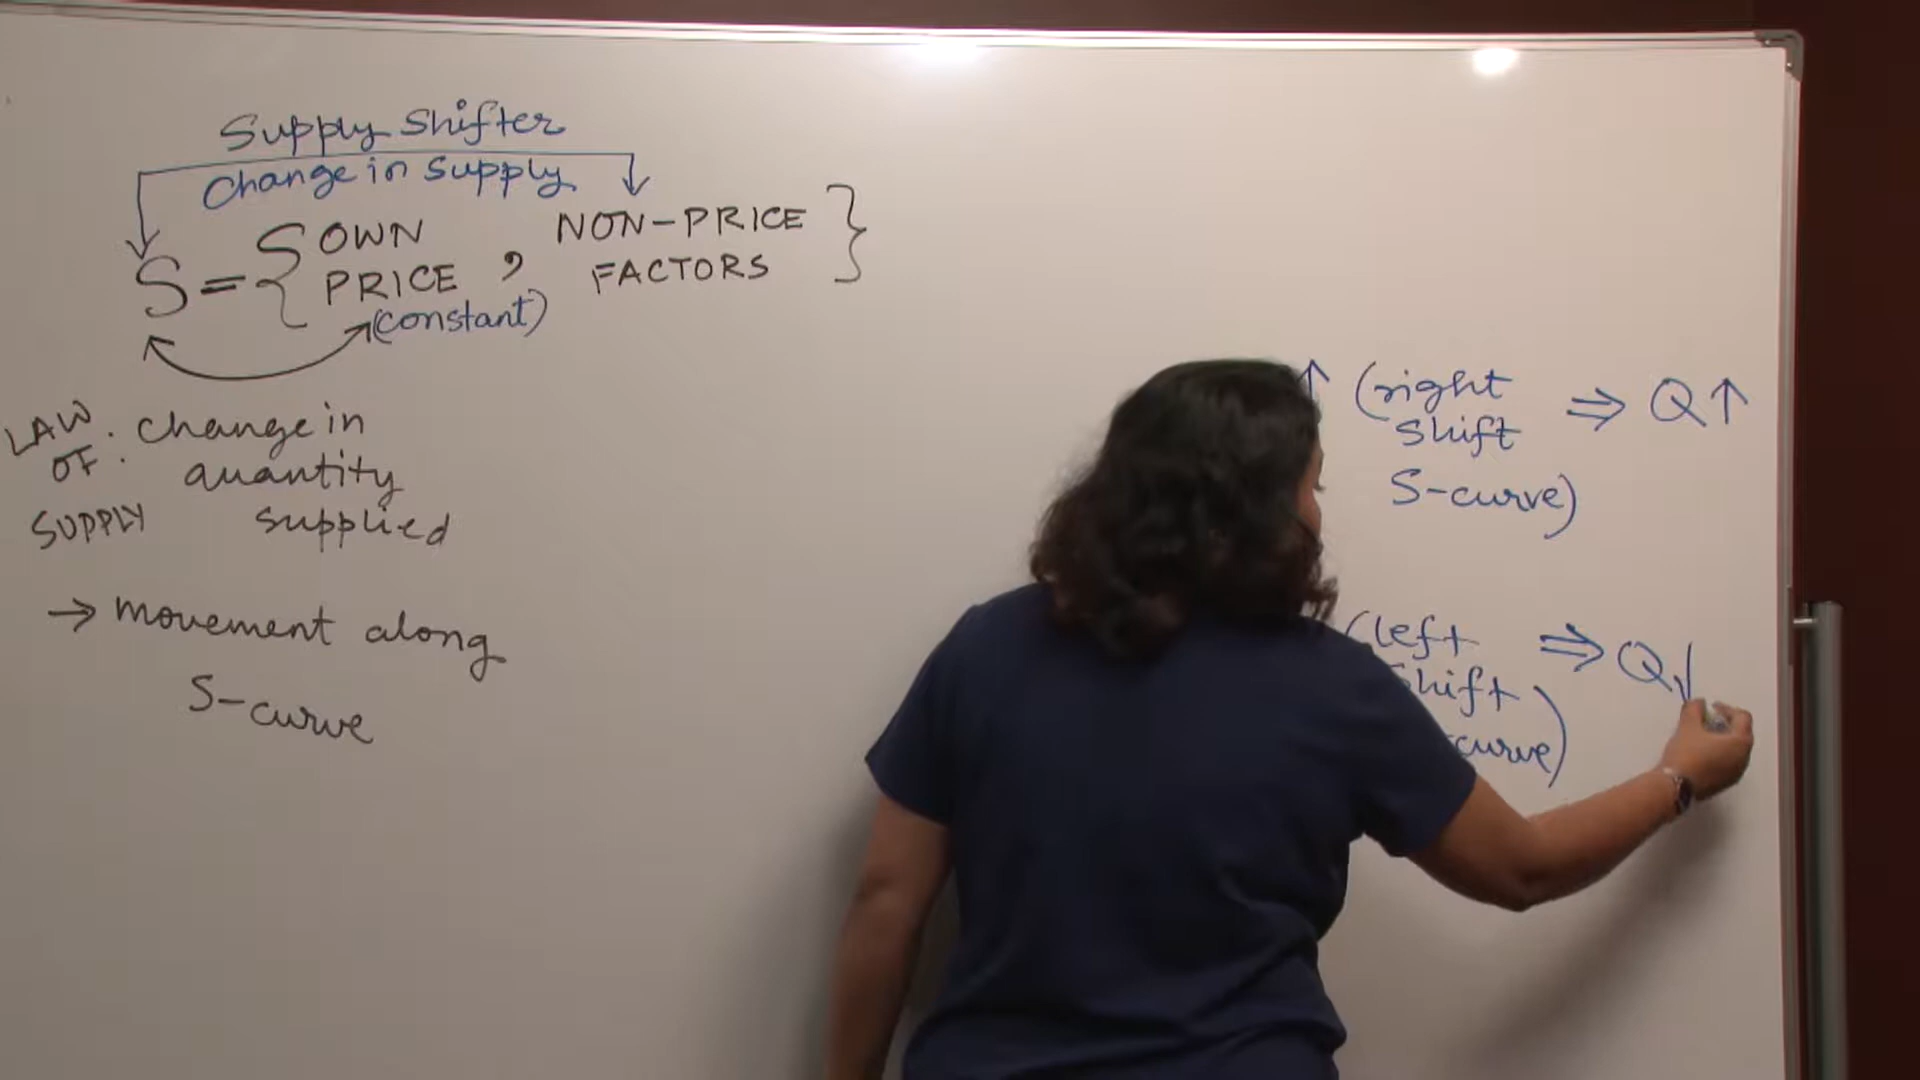 Supply Shifter
Change in Supply
S = { OWN PRICE , NON-PRICE FACTORS }
(constant)
LAW OF SUPPLY : change in quantity supplied
→ movement along
S-curve
↑ (right ⇒ Q↑
shift
S-curve)
(left ⇒ Q↓
shift
curve)